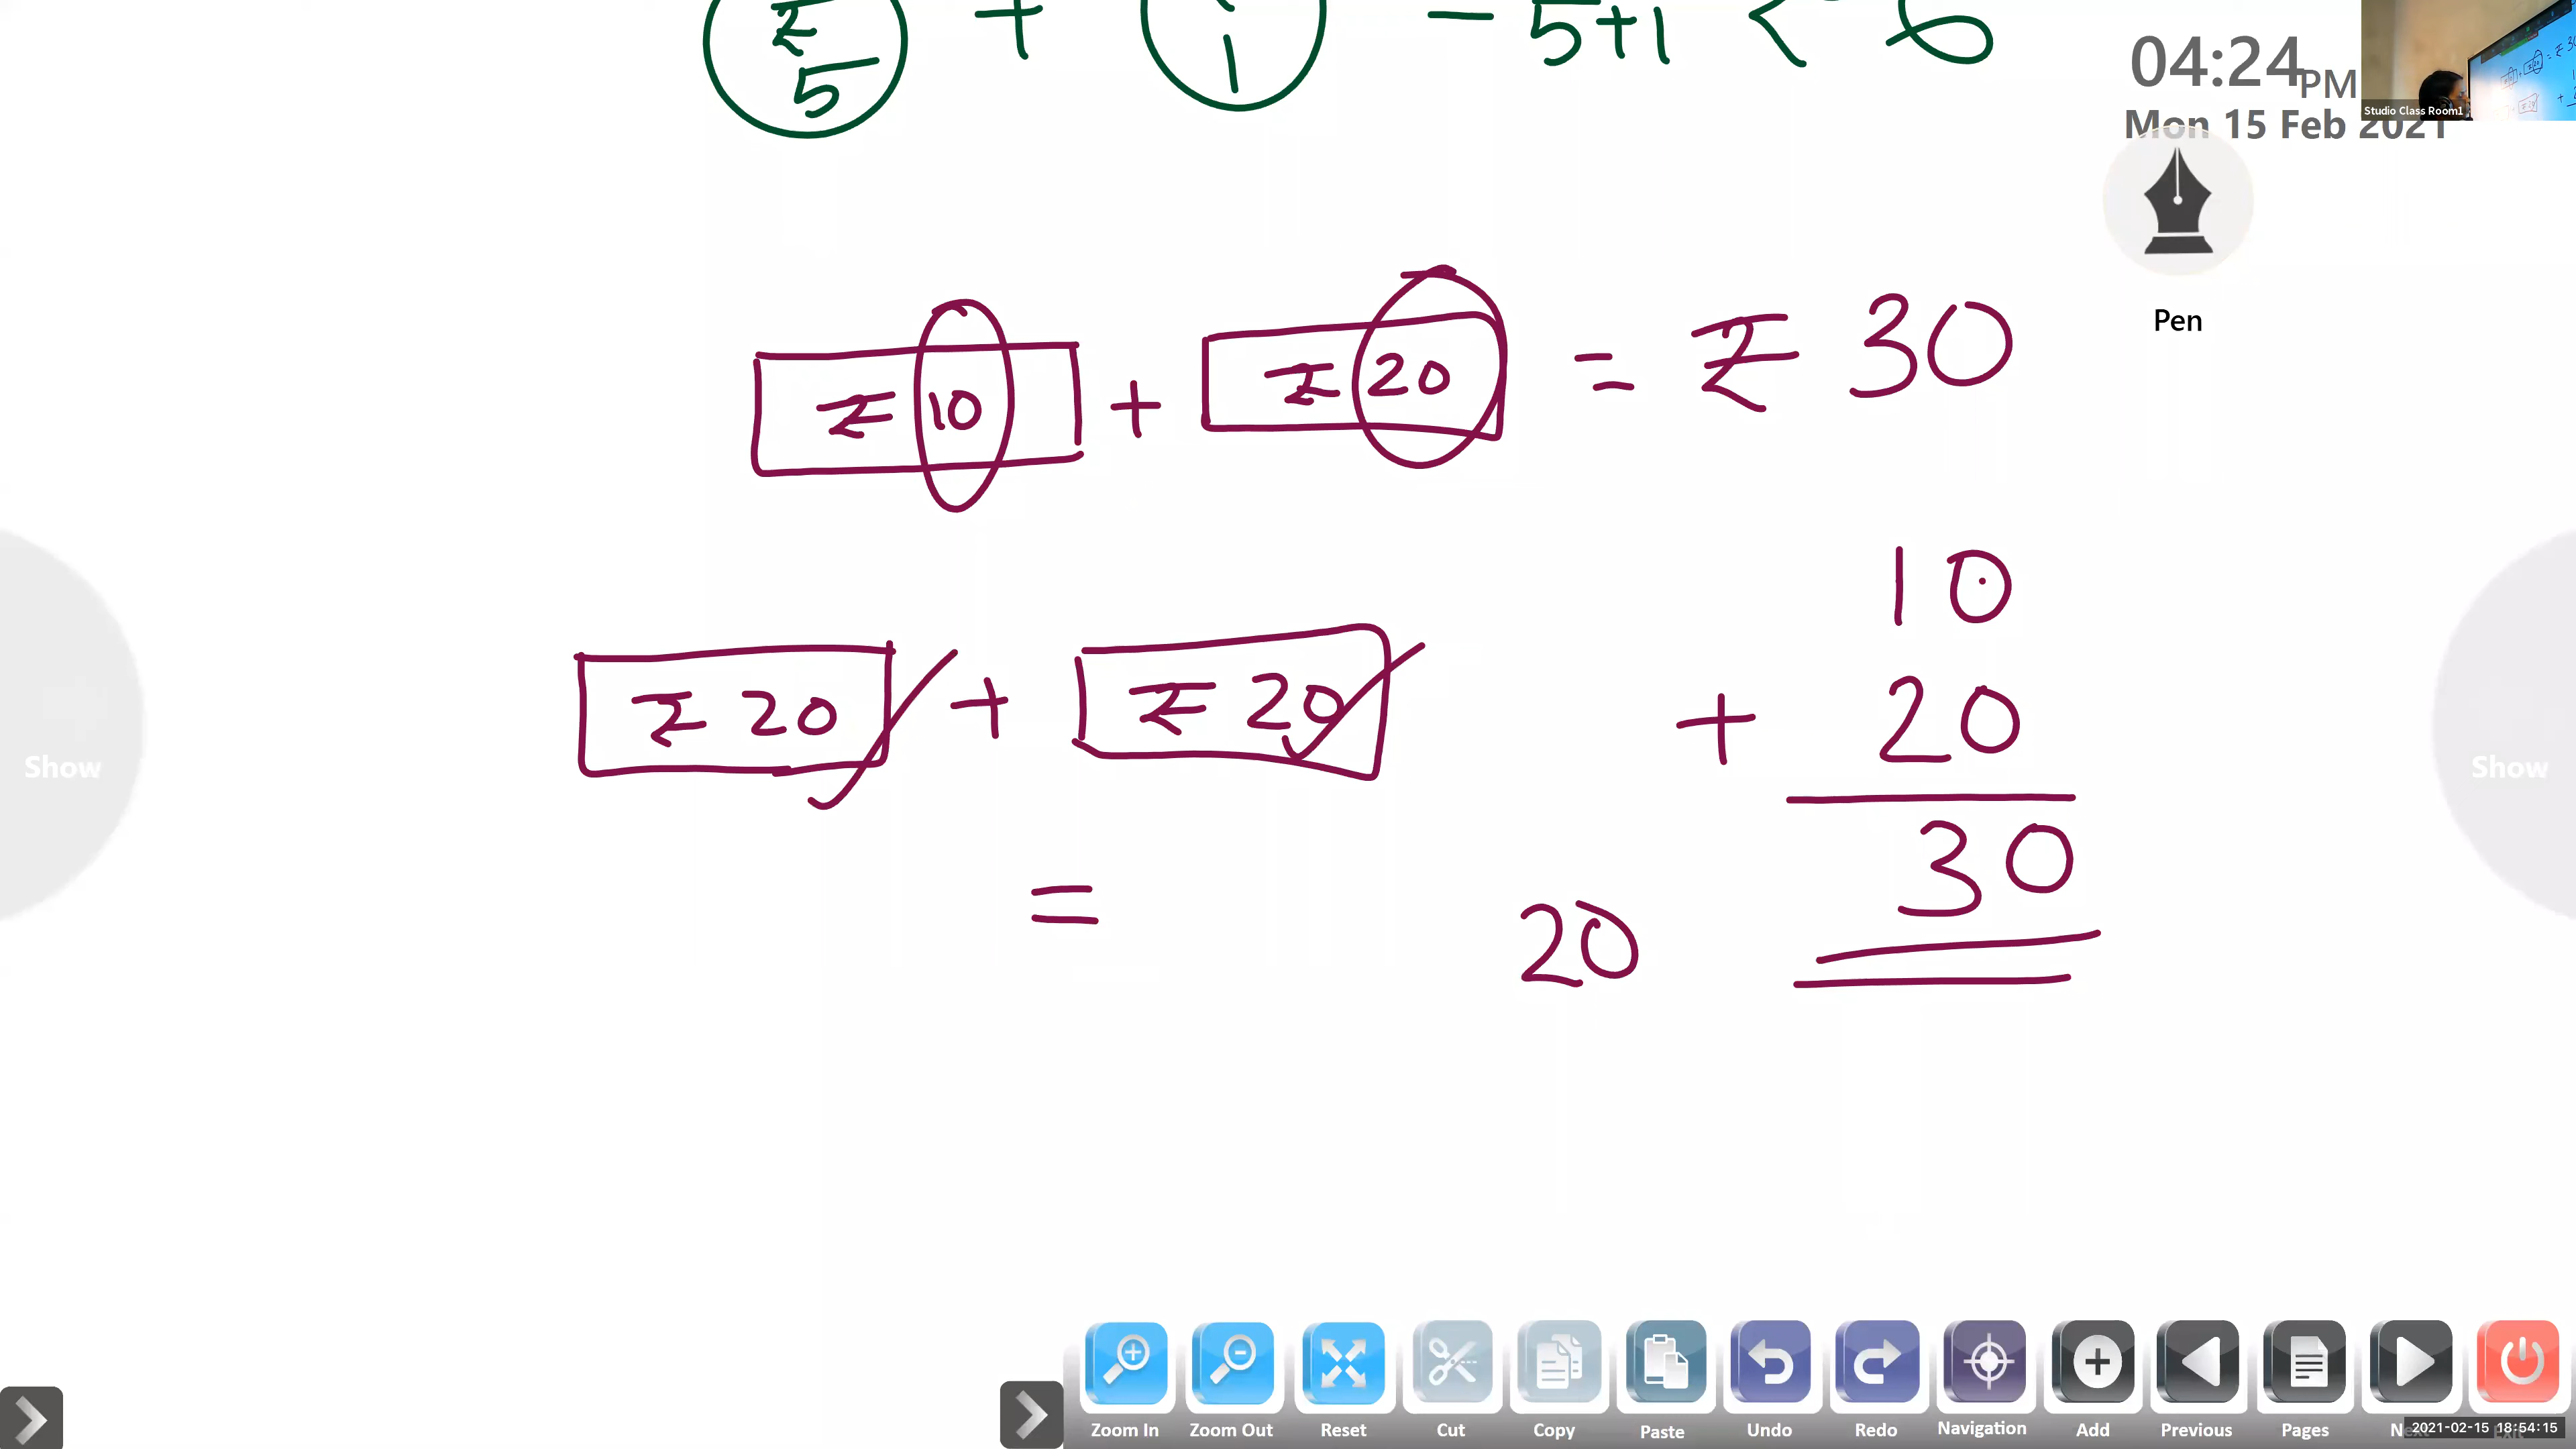 ₹ 5 + 1 = 5+1 < 6
04:24 PM
Mon 15 Feb 2021
Studio Class Room1
Pen
₹ 10 + ₹ 20 = ₹ 30
10
₹ 20 + ₹ 20
+ 20
=
30
20
Show
Show
Zoom In Zoom Out Reset Cut Copy Paste Undo Redo Navigation Add Previous Pages
2021-02-15 18:54:15